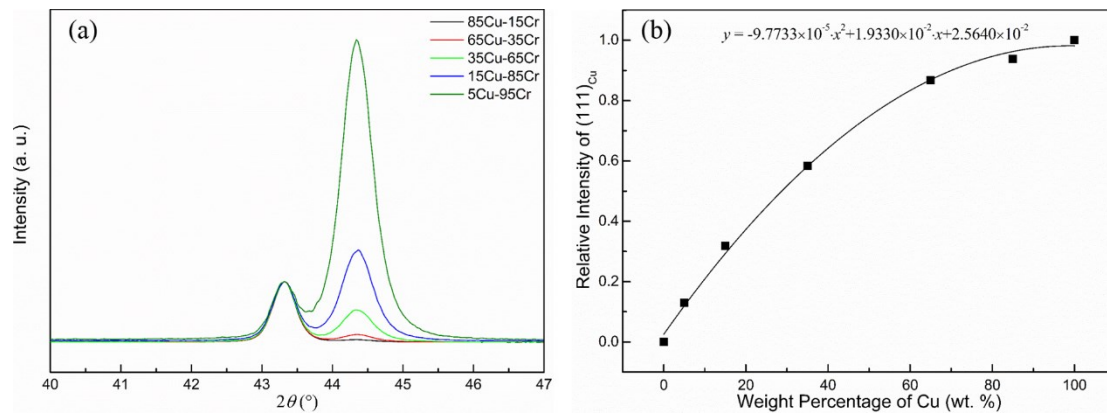 (a)
85Cu-15Cr
65Cu-35Cr
35Cu-65Cr
15Cu-85Cr
5Cu-95Cr
Intensity (a. u.)
40 41 42 43 44 45 46 47
2θ (°)
(b)
y = -9.7733×10⁻⁵·x²+1.9330×10⁻²·x+2.5640×10⁻²
Relative Intensity of (111)Cu
1.0
0.8
0.6
0.4
0.2
0.0
0 20 40 60 80 100
Weight Percentage of Cu (wt. %)